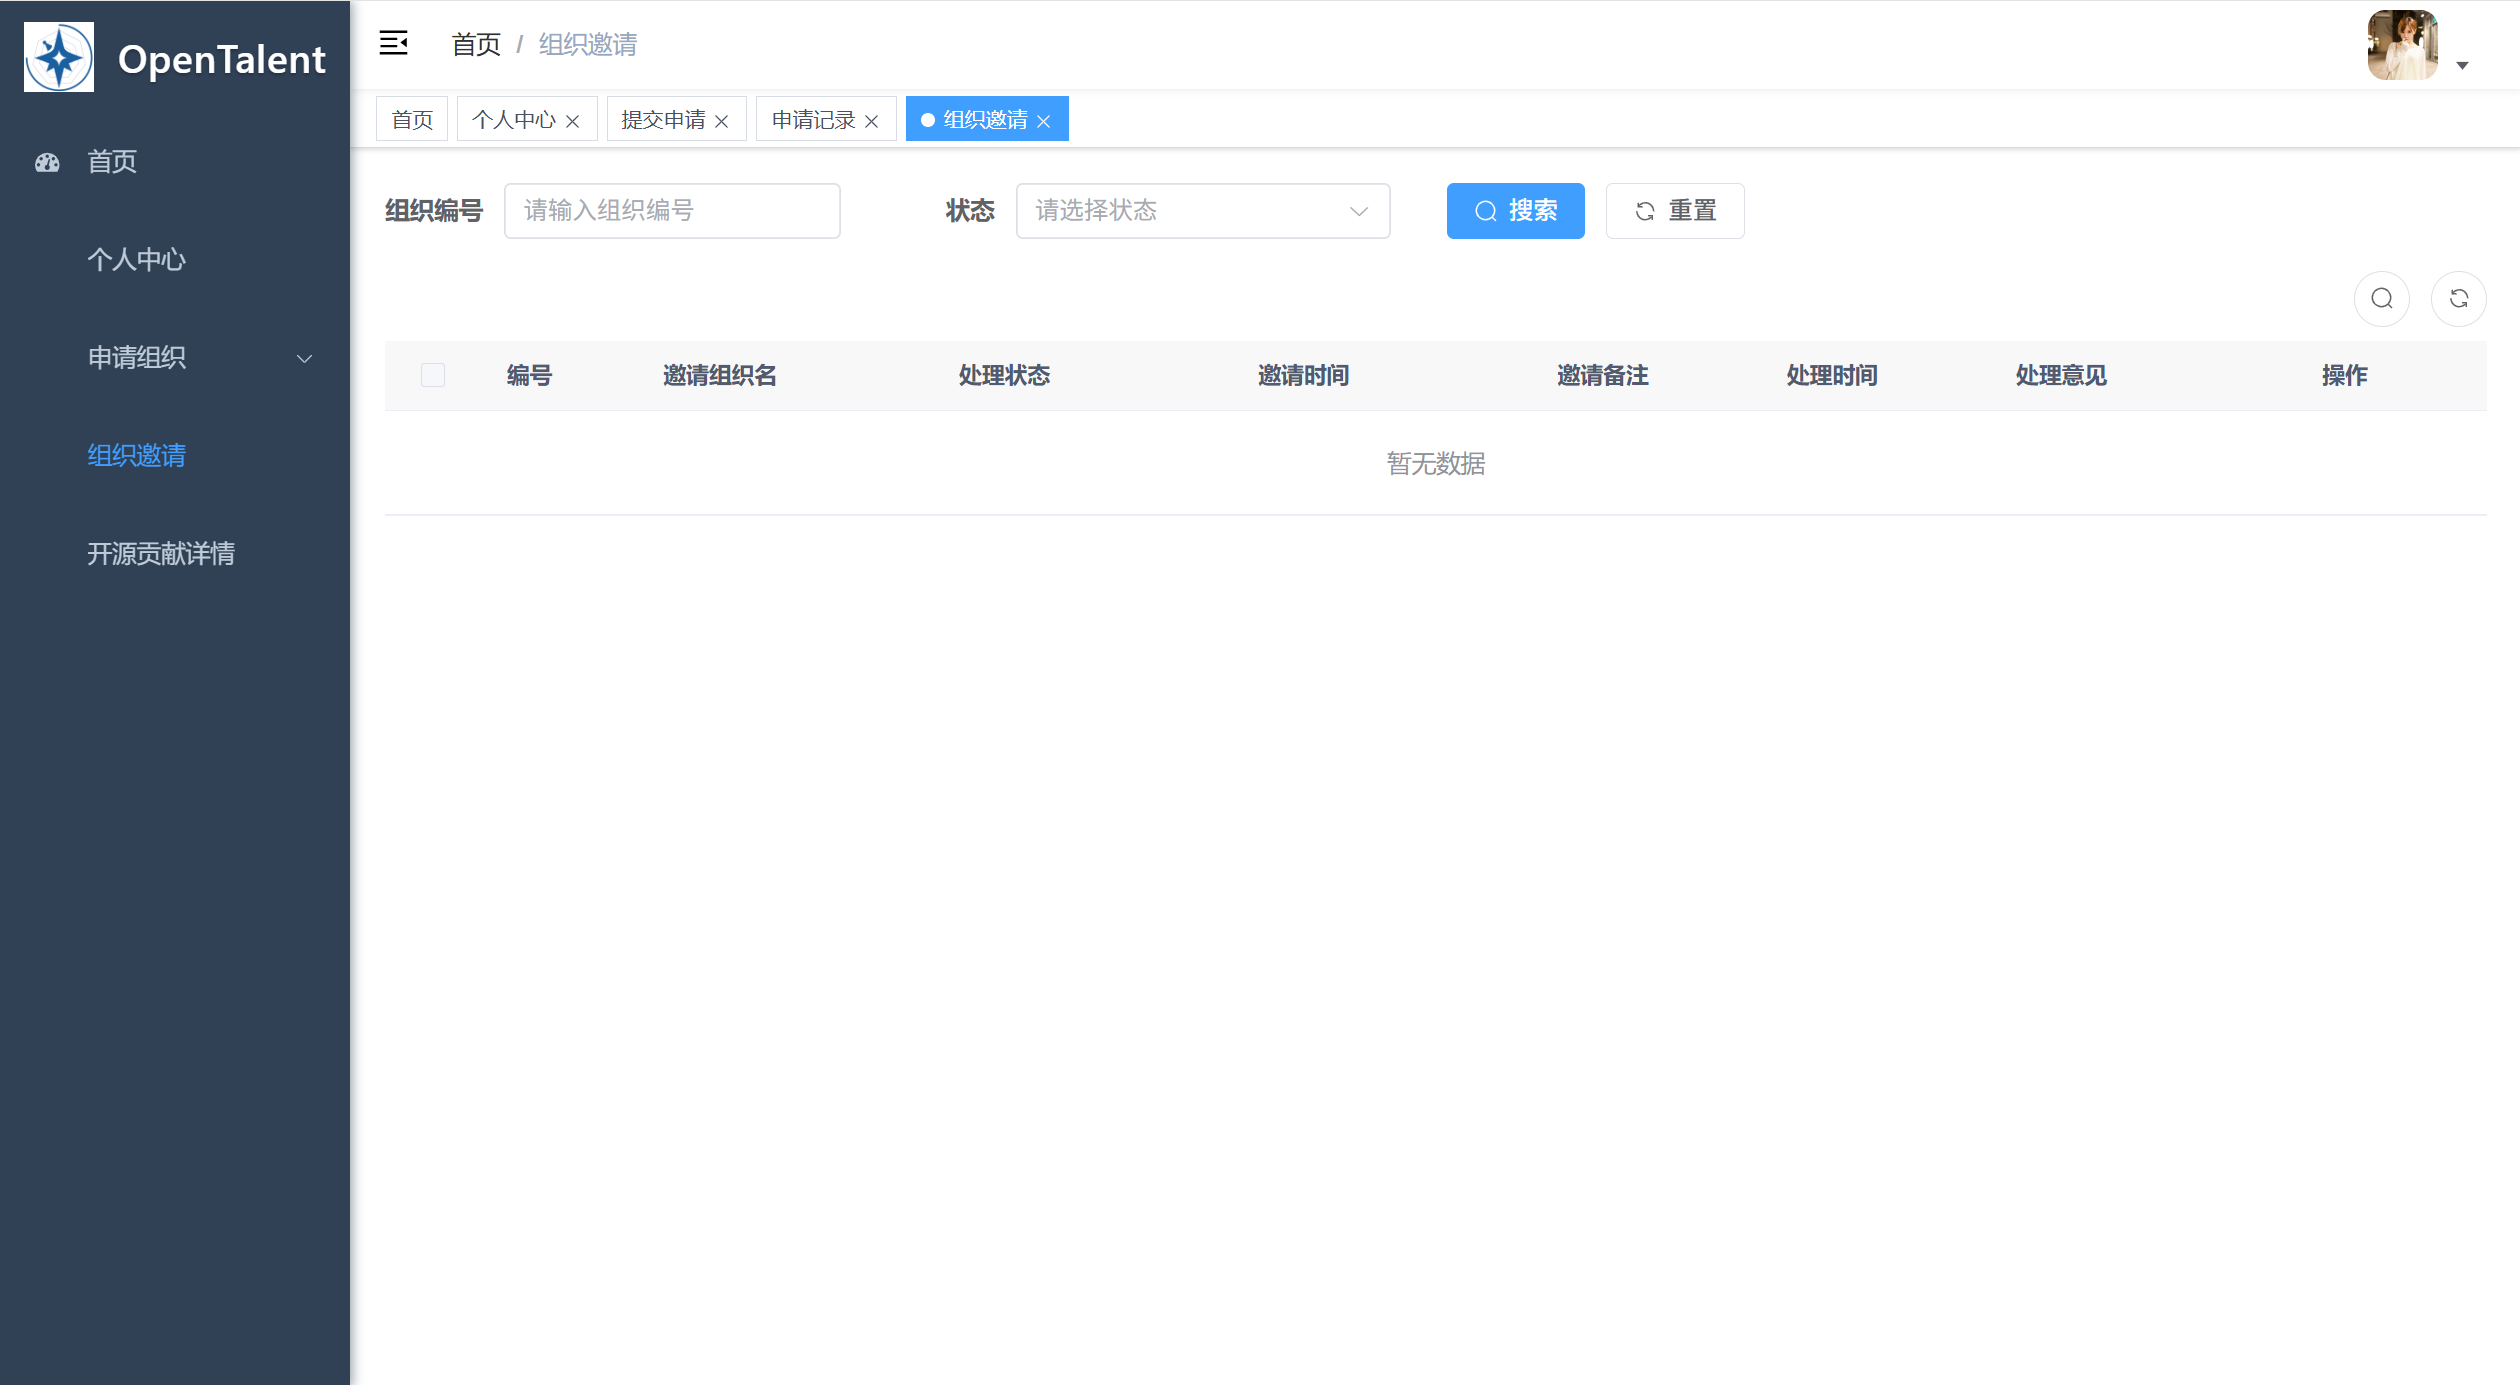 OpenTalent
首页
个人中心
申请组织
组织邀请
开源贡献详情
首页 / 组织邀请
首页 个人中心 提交申请 申请记录 组织邀请
组织编号 请输入组织编号 状态 请选择状态 搜索 重置
编号 邀请组织名 处理状态 邀请时间 邀请备注 处理时间 处理意见 操作
暂无数据